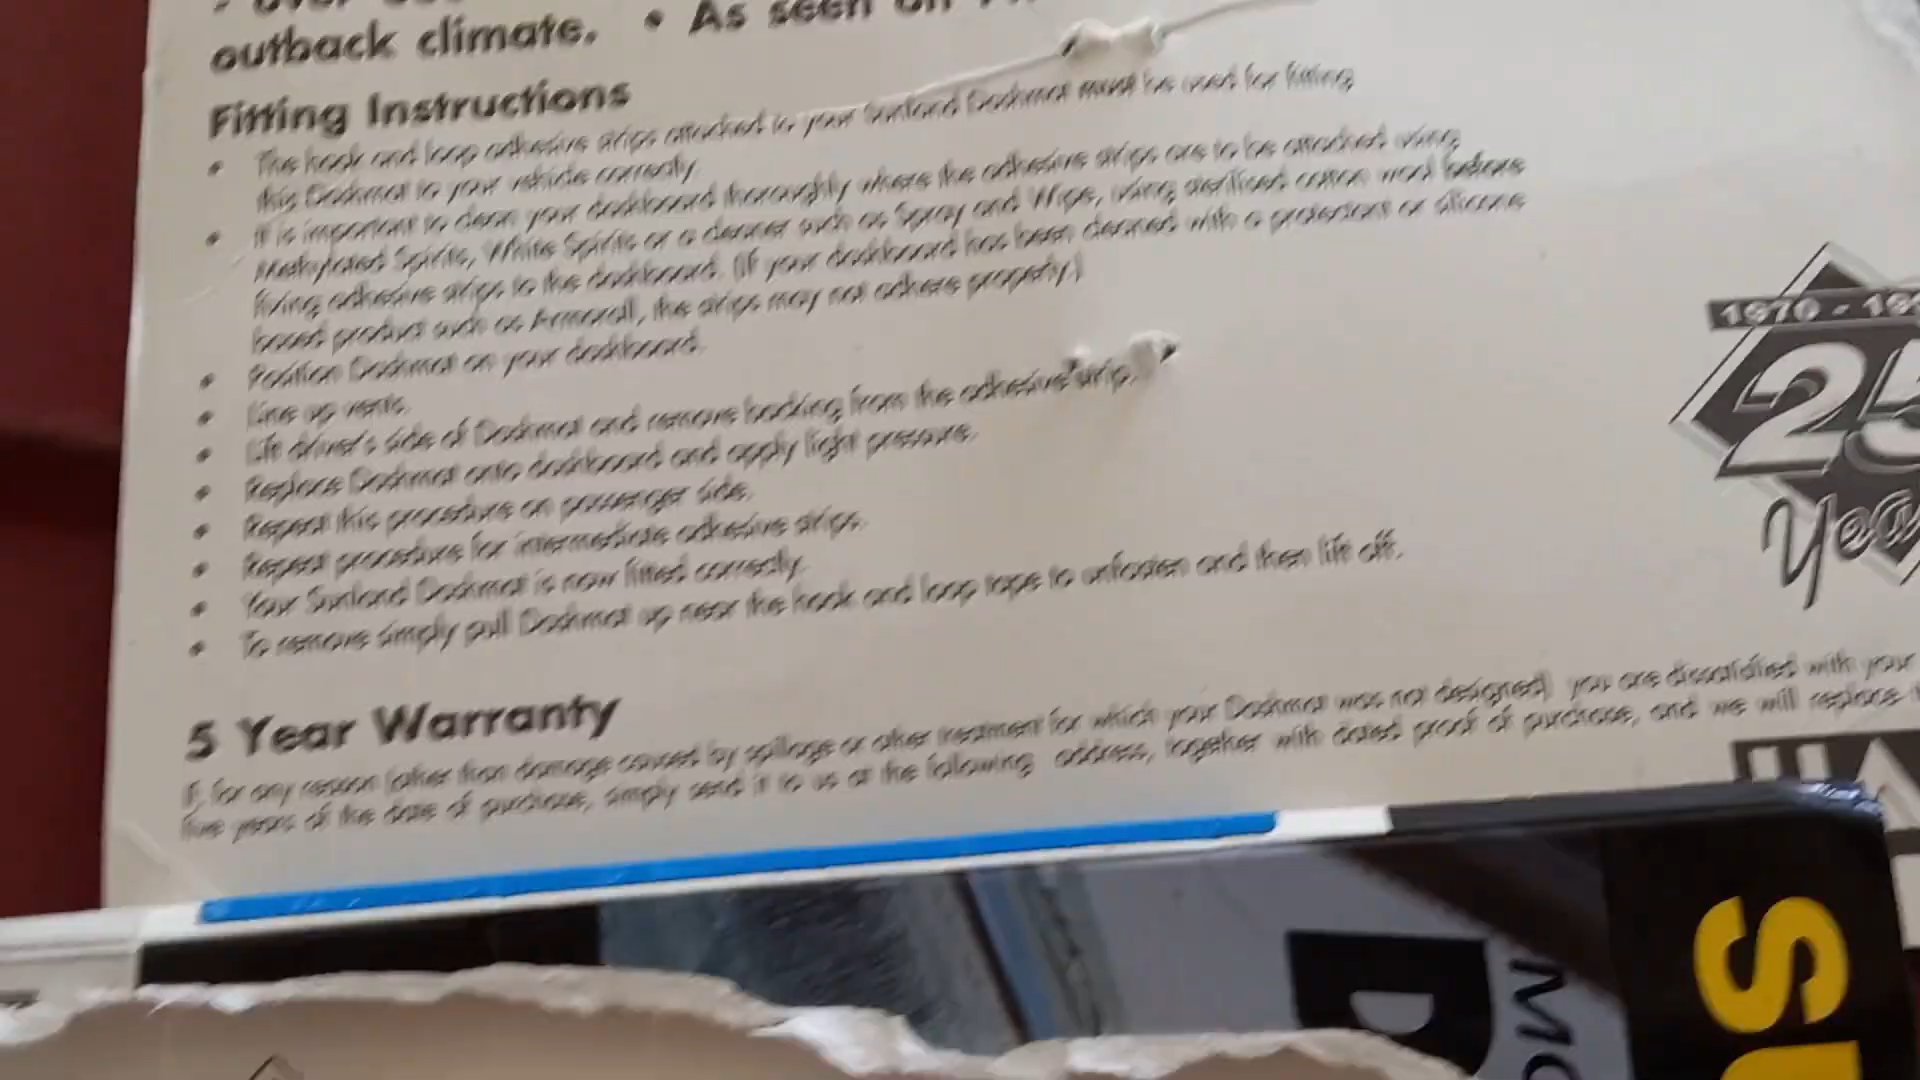 outback climate. • As seen on
Fitting Instructions
• The hook and loop adhesive strips attached to your Sunland Dashmat must be used for fitting
this Dashmat to your vehicle correctly.
• It is important to clean your dashboard thoroughly where the adhesive strips are to be attached using
Methylated Spirits, White Spirits or a cleaner such as Spray and Wipe, using sterilised cotton wool before
fixing adhesive strips to the dashboard. (If your dashboard has been cleaned with a protectant or silicone
based product such as Armorall, the strips may not adhere properly.)
• Position Dashmat on your dashboard.
• Line up vents.
• Lift driver's side of Dashmat and remove backing from the adhesive strip.
• Replace Dashmat onto dashboard and apply light pressure.
• Repeat this procedure on passenger side.
• Repeat procedure for intermediate adhesive strips.
• Your Sunland Dashmat is now fitted correctly.
• To remove simply pull Dashmat up near the hook and loop tape to unfasten and then lift off.
1970 - 19
25
Yea
5 Year Warranty
If, for any reason (other than damage caused by spillage or other treatment for which your Dashmat was not designed) you are dissatisfied with your
five years of the date of purchase, simply send it to us at the following address, together with dated proof of purchase, and we will replace
D
MO
SU